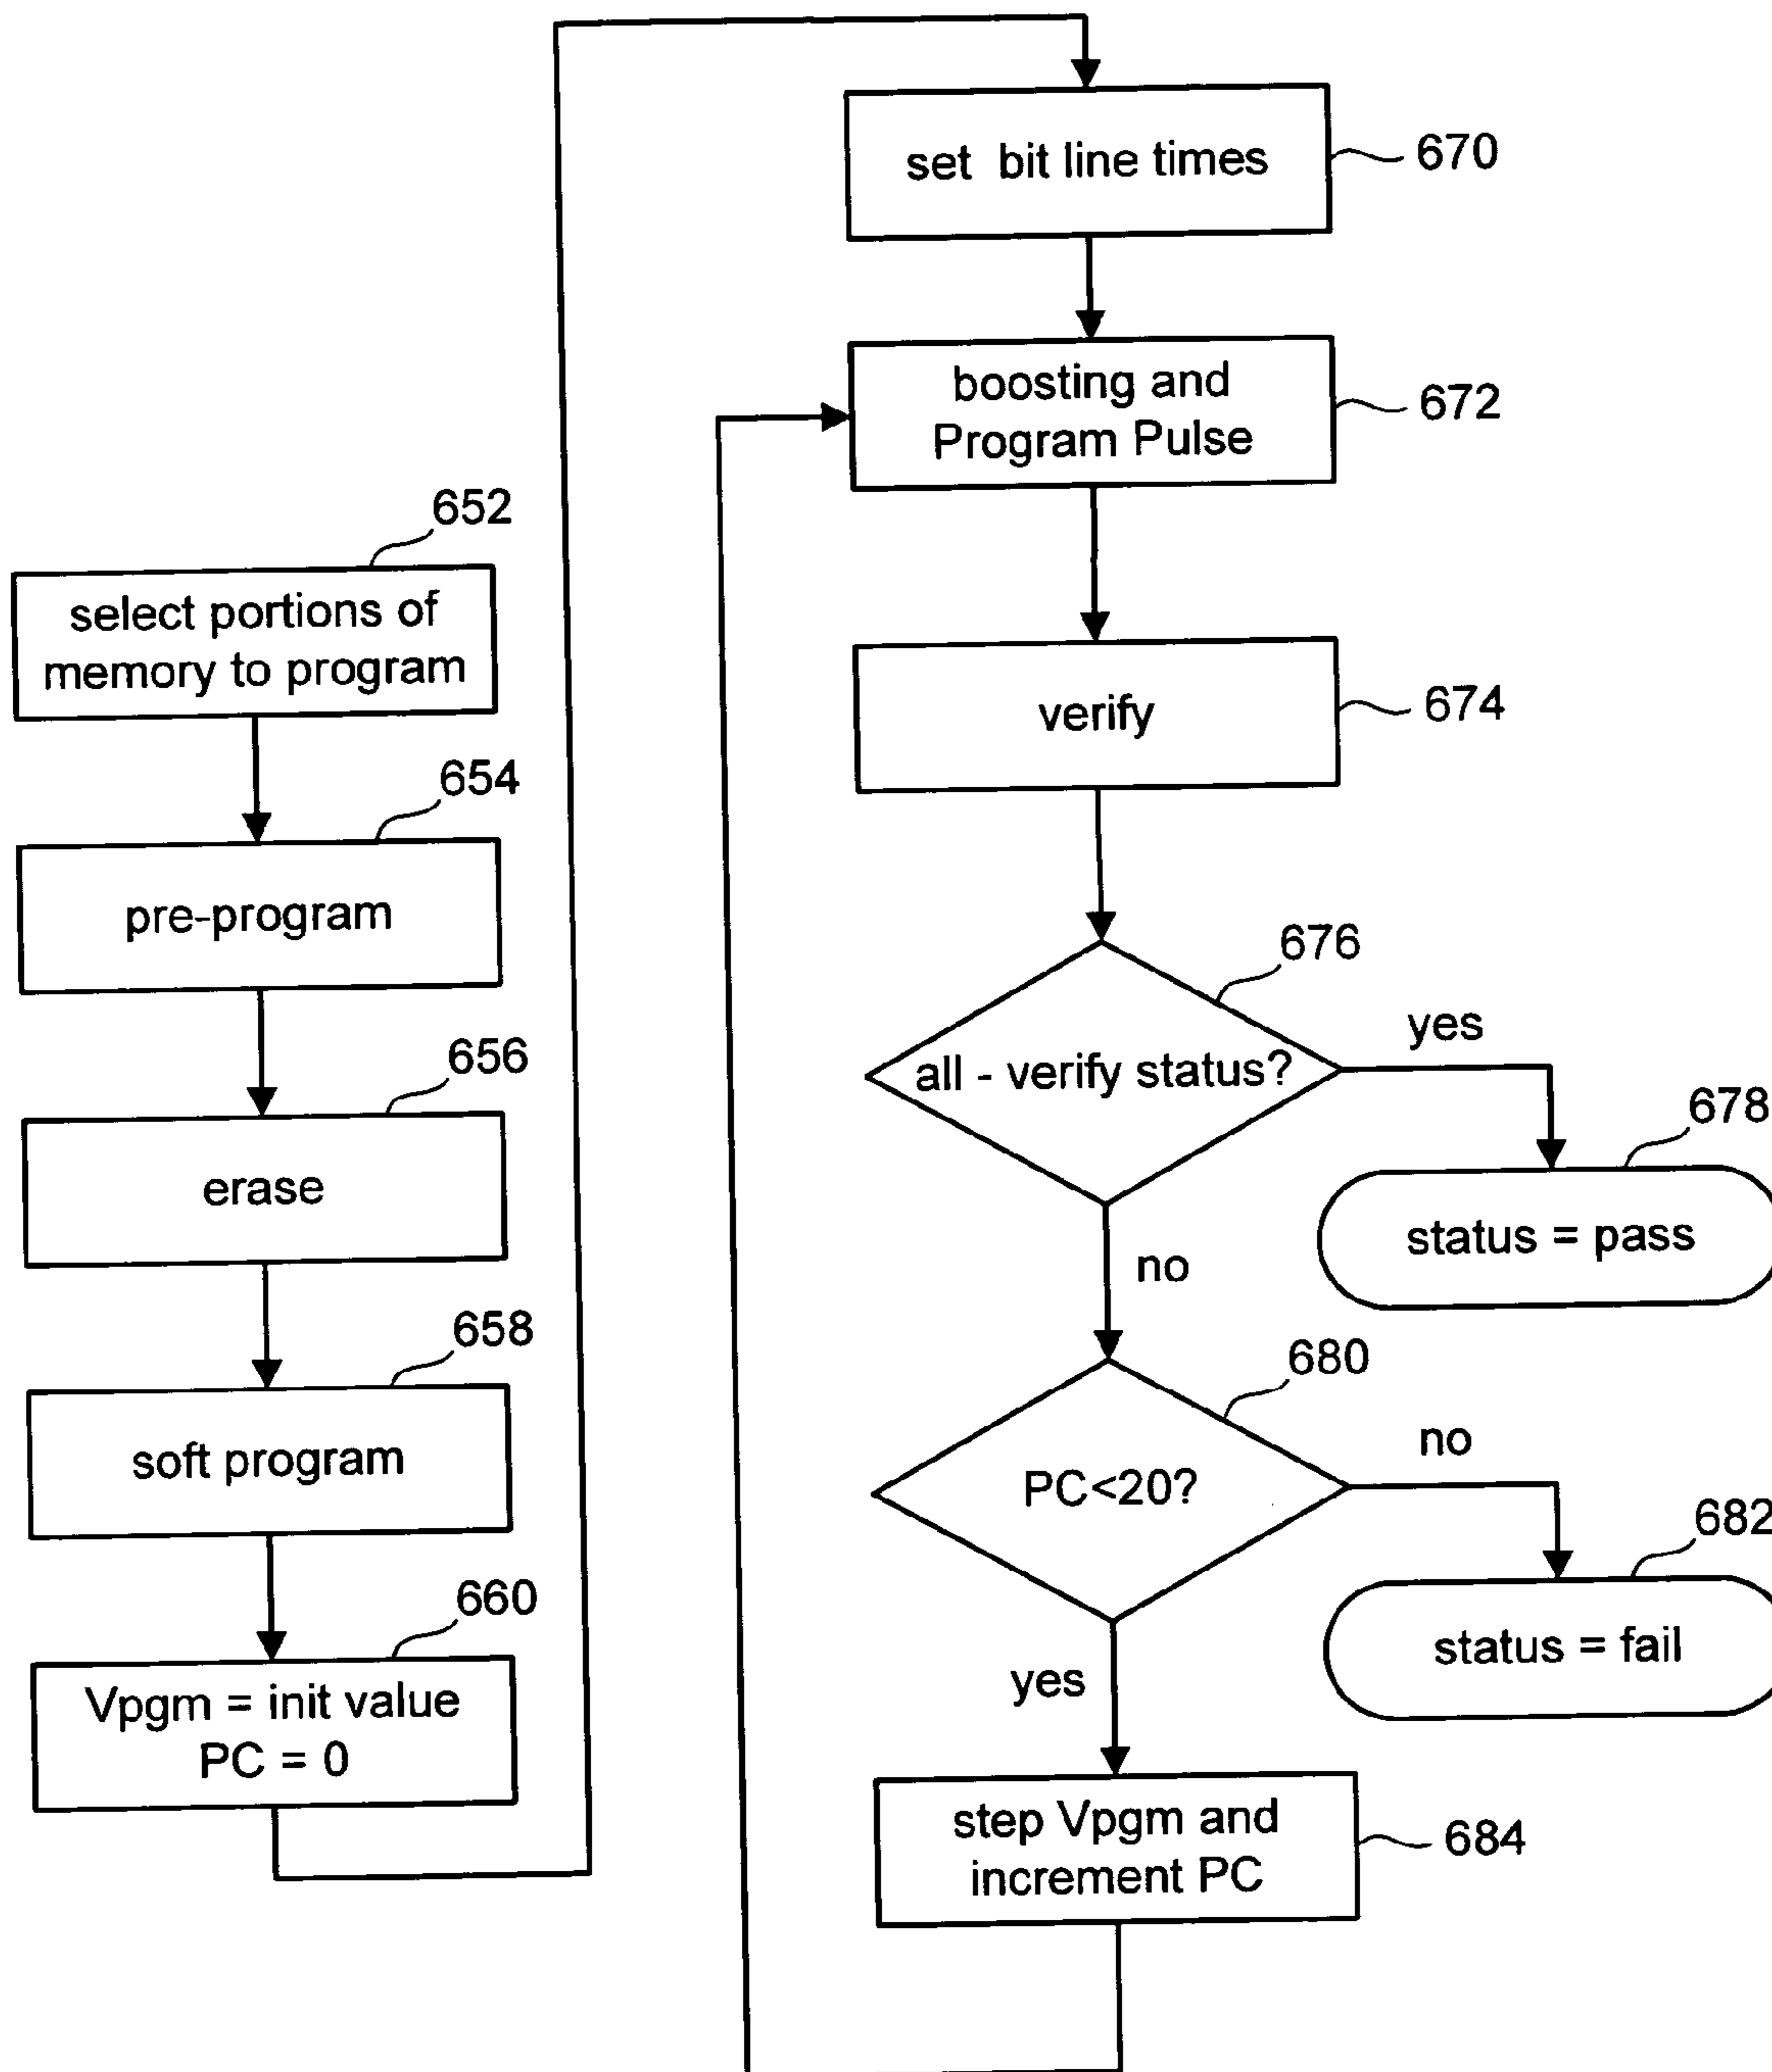 652
select portions of
memory to program
654
pre-program
656
erase
658
soft program
660
Vpgm = init value
PC = 0
set bit line times
670
boosting and
Program Pulse
672
verify
674
676
all - verify status?
yes
678
status = pass
no
680
PC<20?
no
682
status = fail
yes
step Vpgm and
increment PC
684